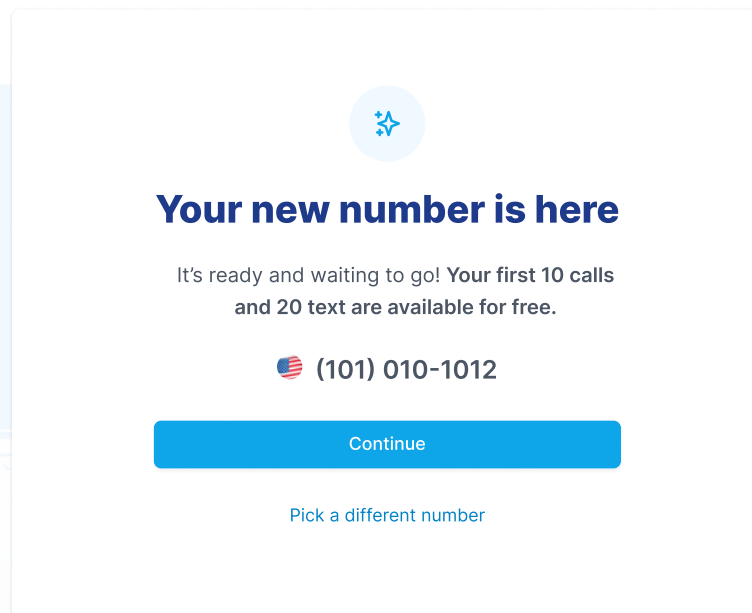 Your new number is here
It’s ready and waiting to go! Your first 10 calls
and 20 text are available for free.
(101) 010-1012
Continue
Pick a different number